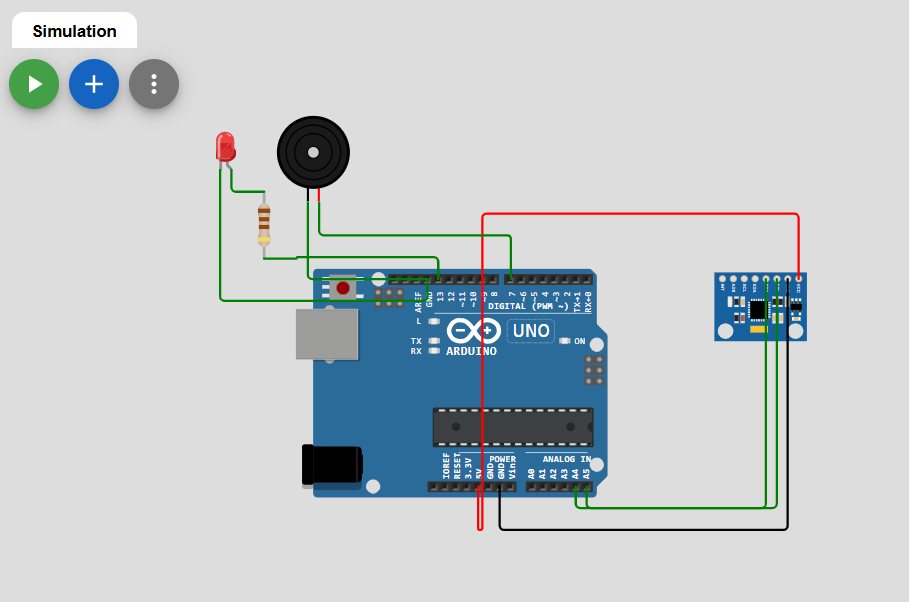 Simulation
AREF
GND
13
12
~11
~10
~9
8
7
~6
~5
4
~3
2
TX→1
RX←0
DIGITAL (PWM ~)
L
UNO
TX
RX
ON
ARDUINO
POWER
ANALOG IN
IOREF
RESET
3.3V
5V
GND
GND
Vin
A0
A1
A2
A3
A4
A5